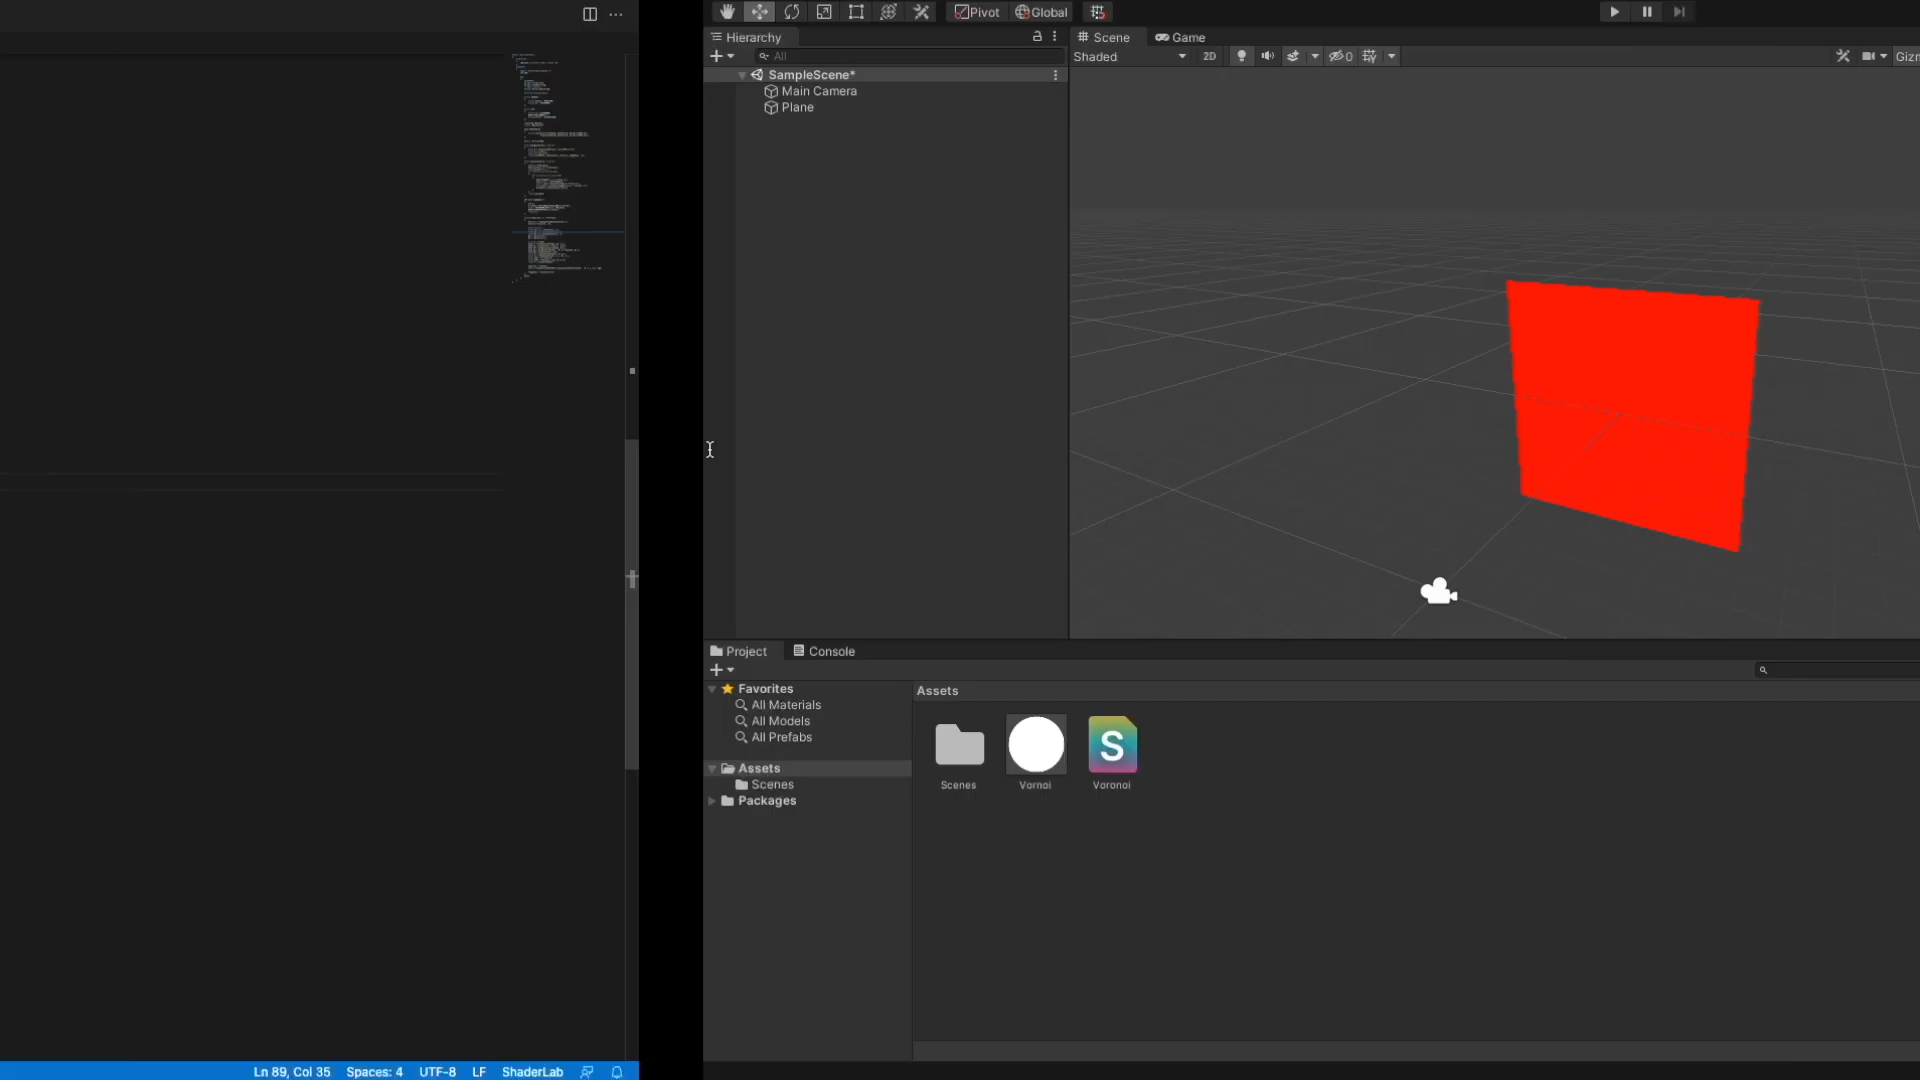 Pivot
Global
Hierarchy
Scene
Game
All
Shaded
2D
0
Gizm
SampleScene*
Main Camera
Plane
Project
Console
Favorites
All Materials
All Models
All Prefabs
Assets
Scenes
Packages
Assets
S
Scenes
Vornoi
Voronoi
Ln 89, Col 35
Spaces: 4
UTF-8
LF
ShaderLab